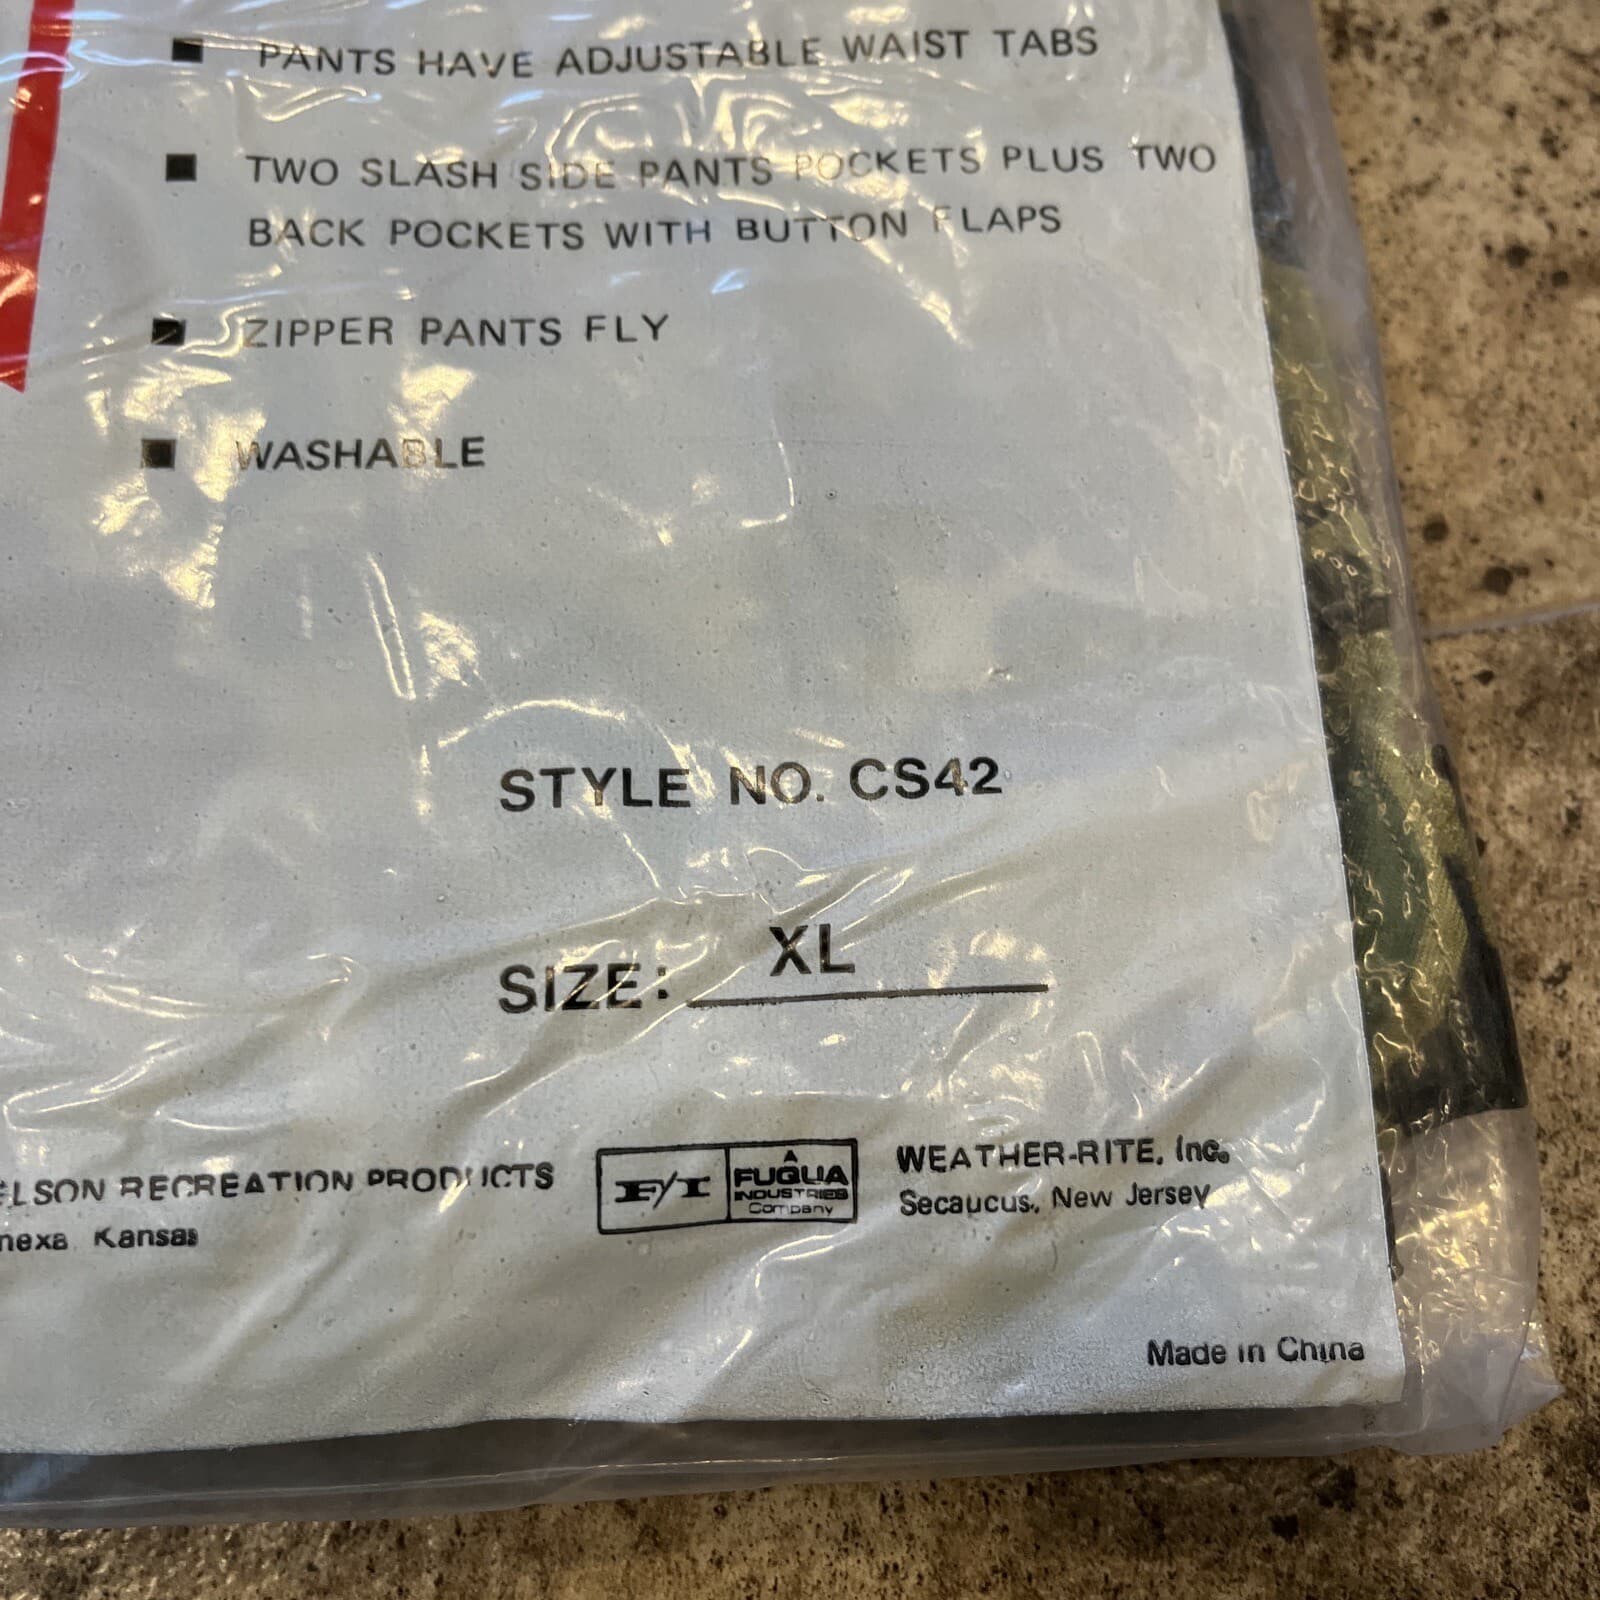 ■ PANTS HAVE ADJUSTABLE WAIST TABS
■ TWO SLASH SIDE PANTS POCKETS PLUS TWO
BACK POCKETS WITH BUTTON FLAPS
■ ZIPPER PANTS FLY
■ WASHABLE
STYLE NO. CS42
SIZE: XL
ELSON RECREATION PRODUCTS
nexa, Kansas
F/I
A
FUQUA
INDUSTRIES
Company
WEATHER-RITE, Inc.
Secaucus, New Jersey
Made in China